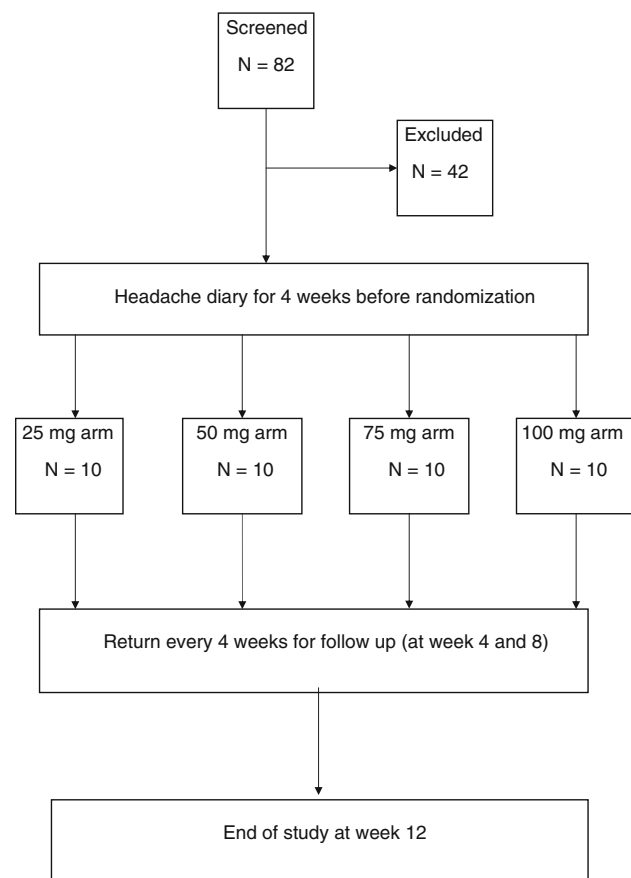 Screened
N = 82
Excluded
N = 42
Headache diary for 4 weeks before randomization
25 mg arm
N = 10
50 mg arm
N = 10
75 mg arm
N = 10
100 mg arm
N = 10
Return every 4 weeks for follow up (at week 4 and 8)
End of study at week 12